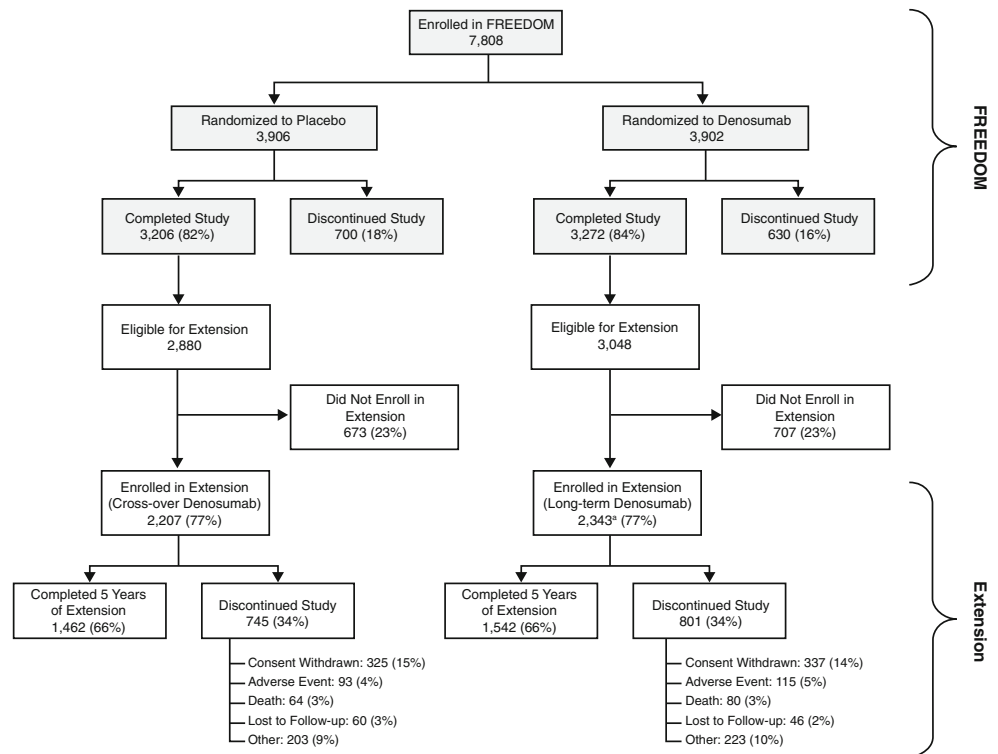 Enrolled in FREEDOM
7,808
Randomized to Placebo
3,906
Randomized to Denosumab
3,902
Completed Study
3,206 (82%)
Discontinued Study
700 (18%)
Completed Study
3,272 (84%)
Discontinued Study
630 (16%)
FREEDOM
Eligible for Extension
2,880
Eligible for Extension
3,048
Did Not Enroll in
Extension
673 (23%)
Did Not Enroll in
Extension
707 (23%)
Enrolled in Extension
(Cross-over Denosumab)
2,207 (77%)
Enrolled in Extension
(Long-term Denosumab)
2,343ᵃ (77%)
Completed 5 Years
of Extension
1,462 (66%)
Discontinued Study
745 (34%)
Consent Withdrawn: 325 (15%)
Adverse Event: 93 (4%)
Death: 64 (3%)
Lost to Follow-up: 60 (3%)
Other: 203 (9%)
Completed 5 Years
of Extension
1,542 (66%)
Discontinued Study
801 (34%)
Consent Withdrawn: 337 (14%)
Adverse Event: 115 (5%)
Death: 80 (3%)
Lost to Follow-up: 46 (2%)
Other: 223 (10%)
Extension